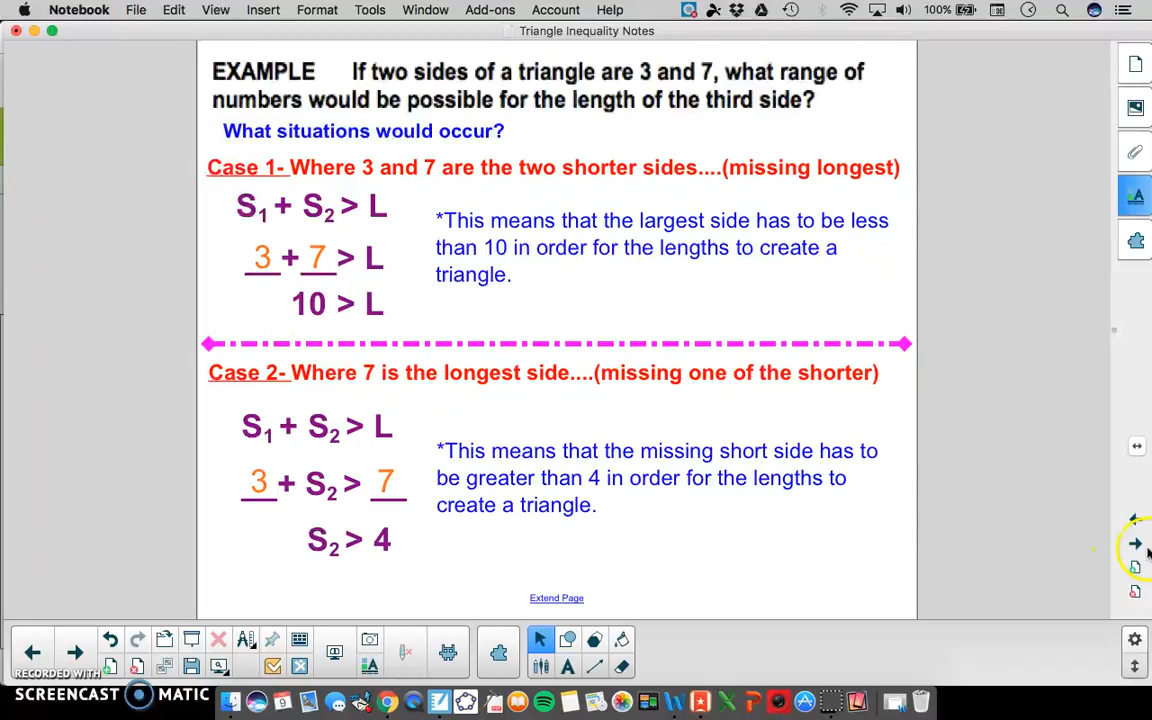 Notebook File Edit View Insert Format Tools Window Add-ons Account Help 100%
Triangle Inequality Notes
EXAMPLE If two sides of a triangle are 3 and 7, what range of
numbers would be possible for the length of the third side?
What situations would occur?
Case 1- Where 3 and 7 are the two shorter sides....(missing longest)
S₁ + S₂ > L
3 + 7 > L
10 > L
*This means that the largest side has to be less
than 10 in order for the lengths to create a
triangle.
Case 2- Where 7 is the longest side....(missing one of the shorter)
S₁ + S₂ > L
3 + S₂ > 7
S₂ > 4
*This means that the missing short side has to
be greater than 4 in order for the lengths to
create a triangle.
Extend Page
RECORDED WITH
SCREENCAST MATIC